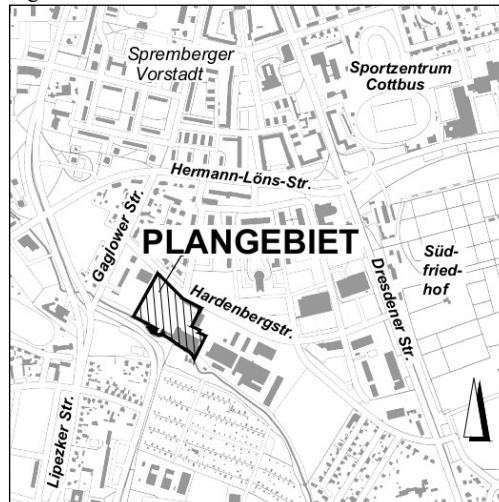 Spremberger
Vorstadt
Sportzentrum
Cottbus
Hermann-Löns-Str.
Gaglower Str.
PLANGEBIET
Süd-
fried-
hof
Hardenbergstr.
Dresdener Str.
Lipezker Str.